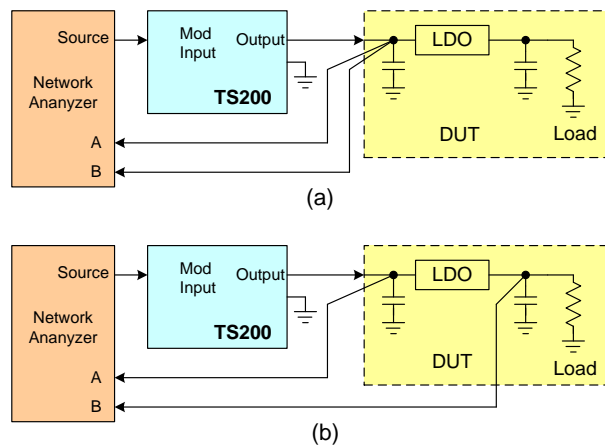 Source
Mod
Input
Output
TS200
Network
Ananyzer
A
B
LDO
DUT
Load
(a)
Source
Mod
Input
Output
TS200
Network
Ananyzer
A
B
LDO
DUT
Load
(b)